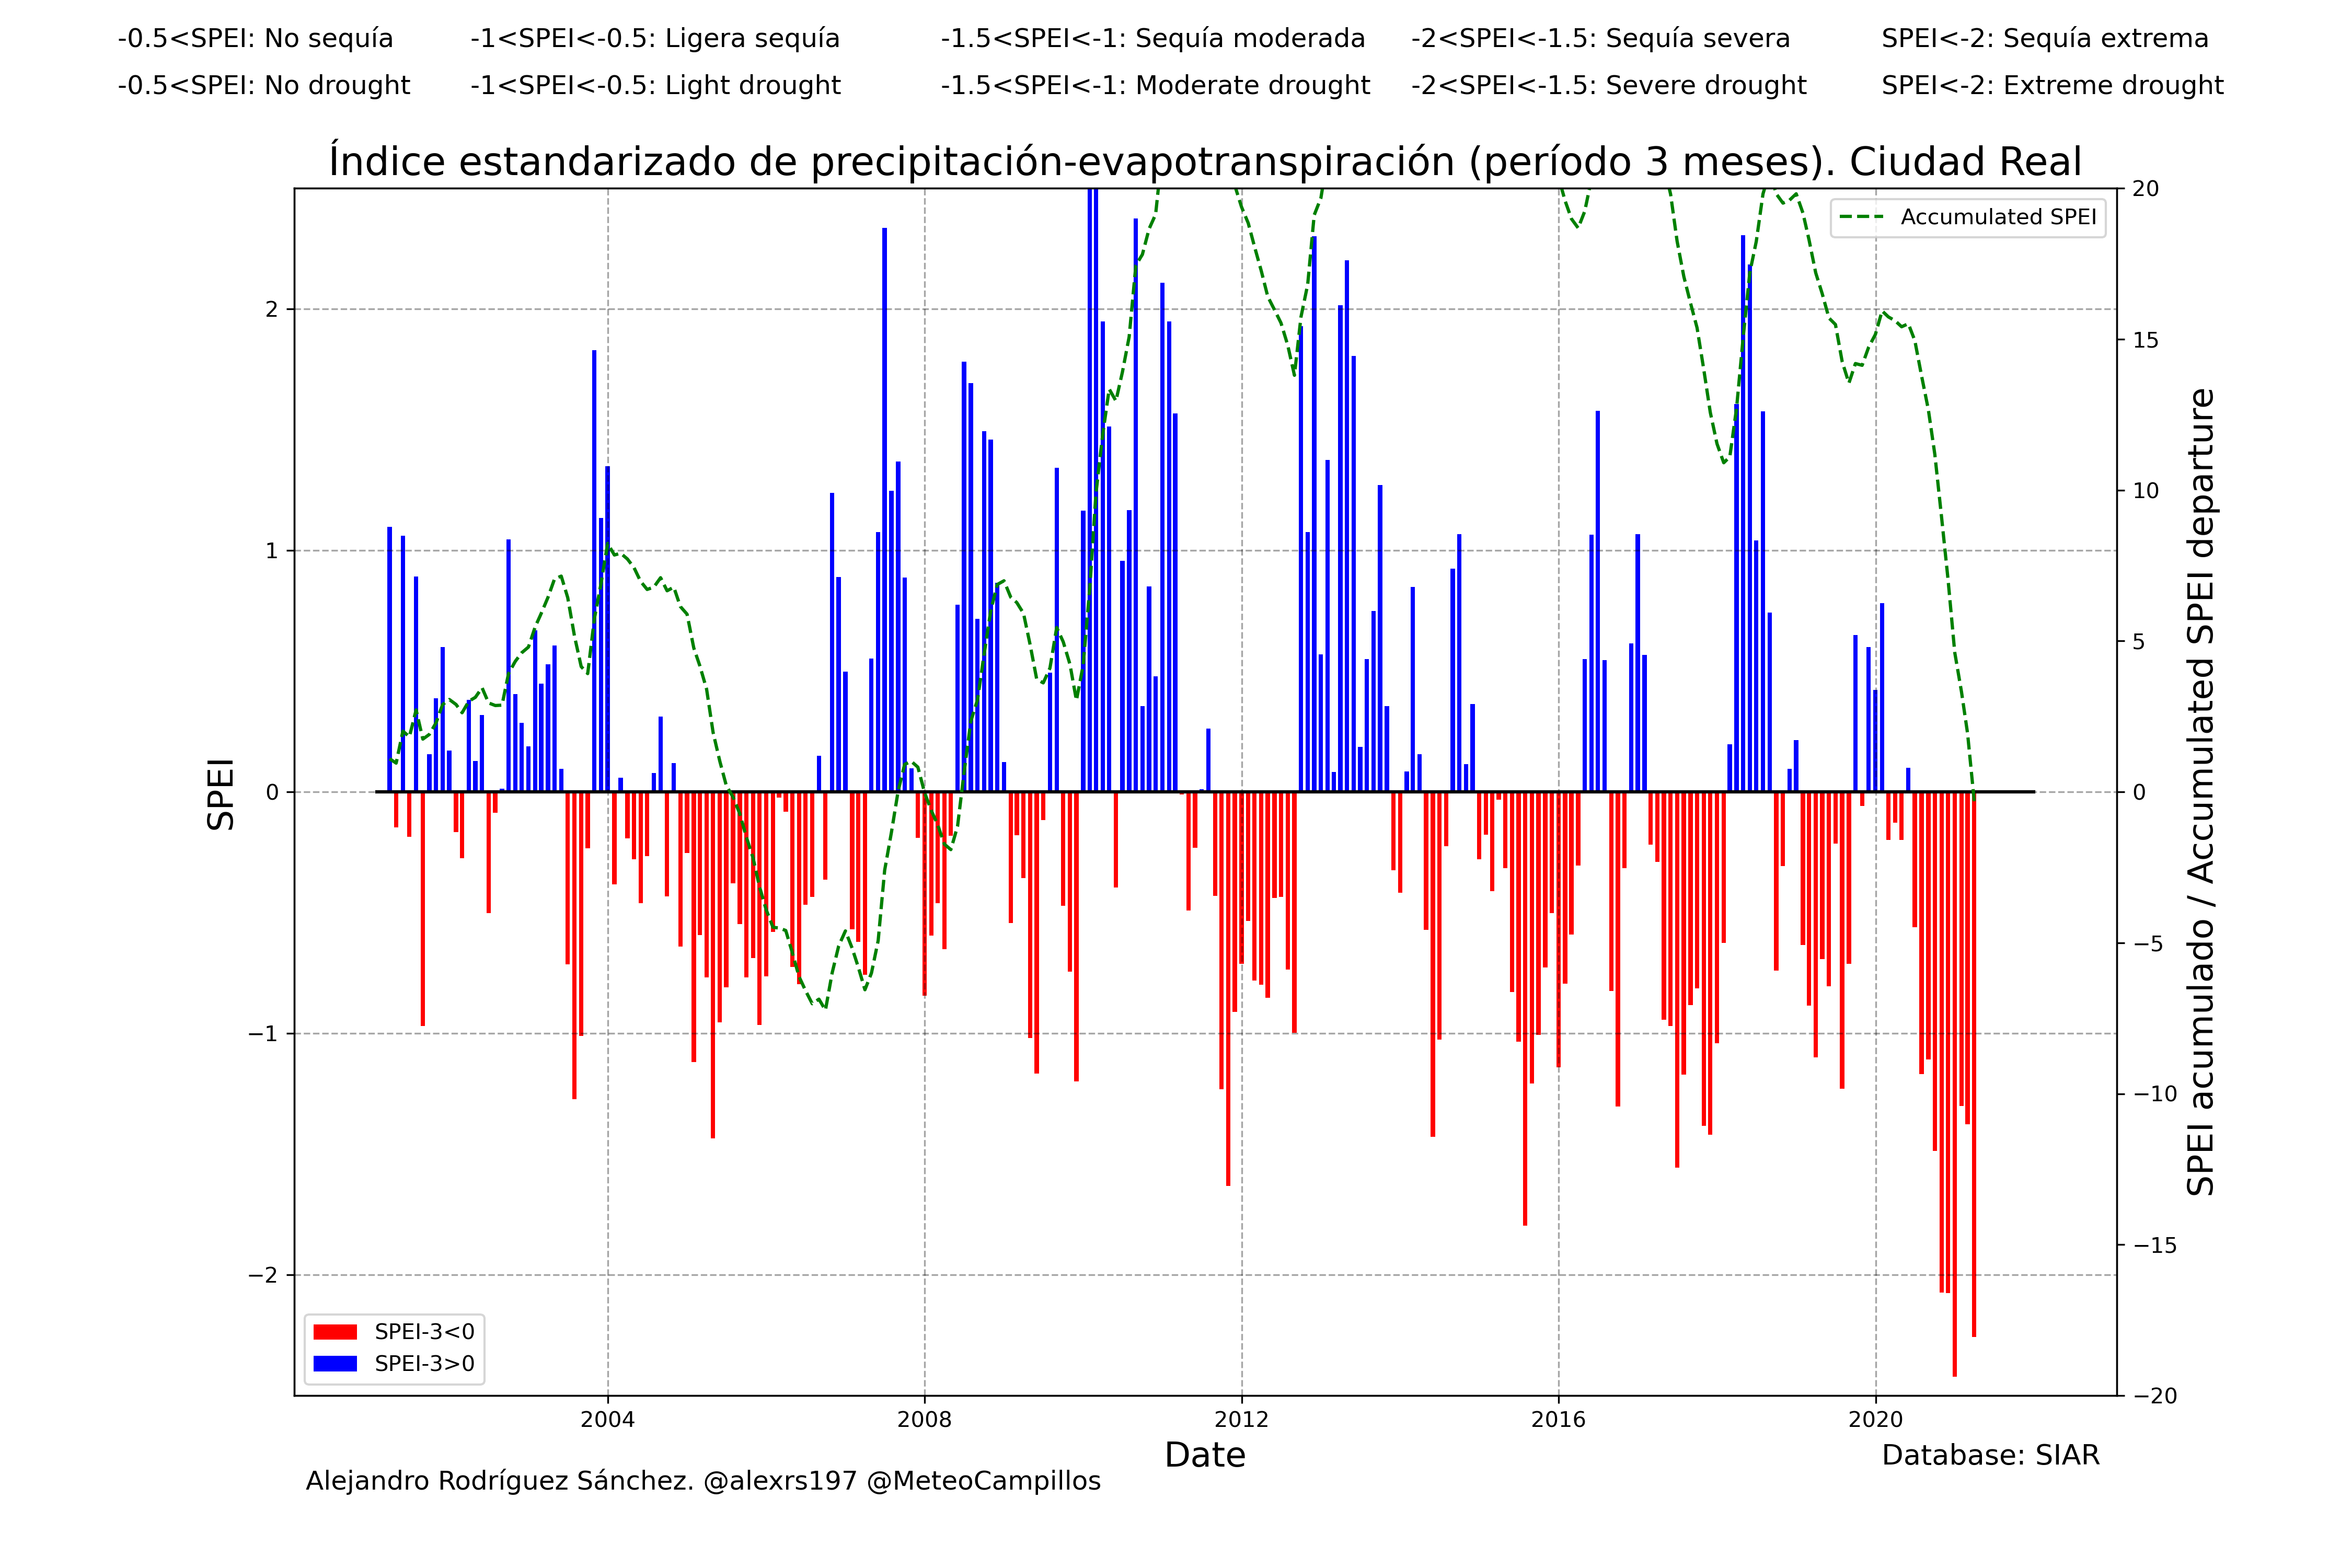 -0.5<SPEI: No sequía -1<SPEI<-0.5: Ligera sequía -1.5<SPEI<-1: Sequía moderada -2<SPEI<-1.5: Sequía severa SPEI<-2: Sequía extrema
-0.5<SPEI: No drought -1<SPEI<-0.5: Light drought -1.5<SPEI<-1: Moderate drought -2<SPEI<-1.5: Severe drought SPEI<-2: Extreme drought
Índice estandarizado de precipitación-evapotranspiración (período 3 meses). Ciudad Real
Accumulated SPEI
SPEI
2
1
0
−1
−2
20
15
10
5
0
−5
−10
−15
−20
SPEI acumulado / Accumulated SPEI departure
SPEI-3<0
SPEI-3>0
2004 2008 2012 2016 2020
Date
Database: SIAR
Alejandro Rodríguez Sánchez. @alexrs197 @MeteoCampillos